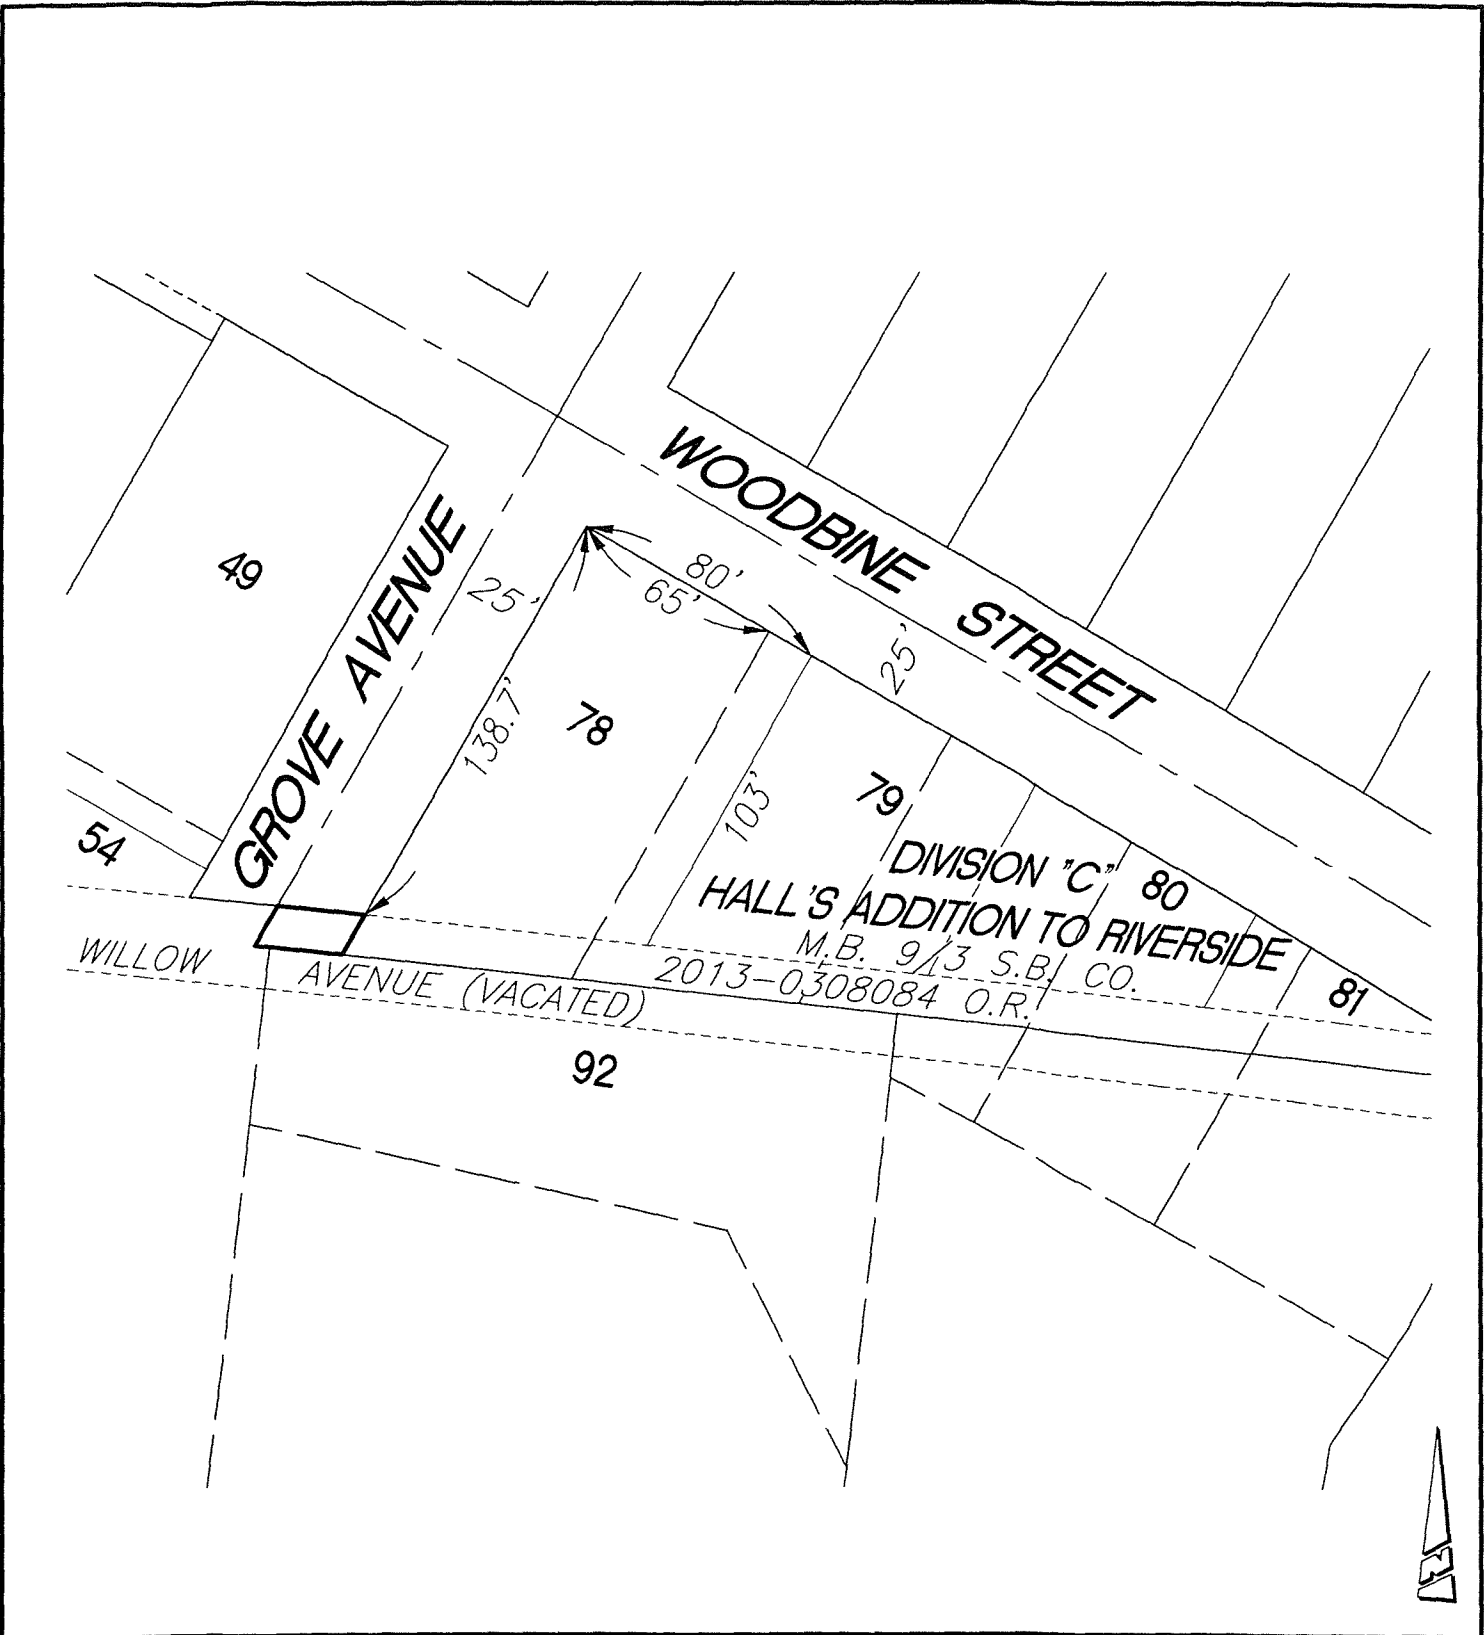 WOODBINE STREET
GROVE AVENUE
49
25'
80'
65'
25'
138.7'
78
103'
79
54
DIVISION "C"
80
HALL'S ADDITION TO RIVERSIDE
M.B. 9/13 S.B. CO.
2013-0308084 O.R.
81
WILLOW AVENUE (VACATED)
92
N